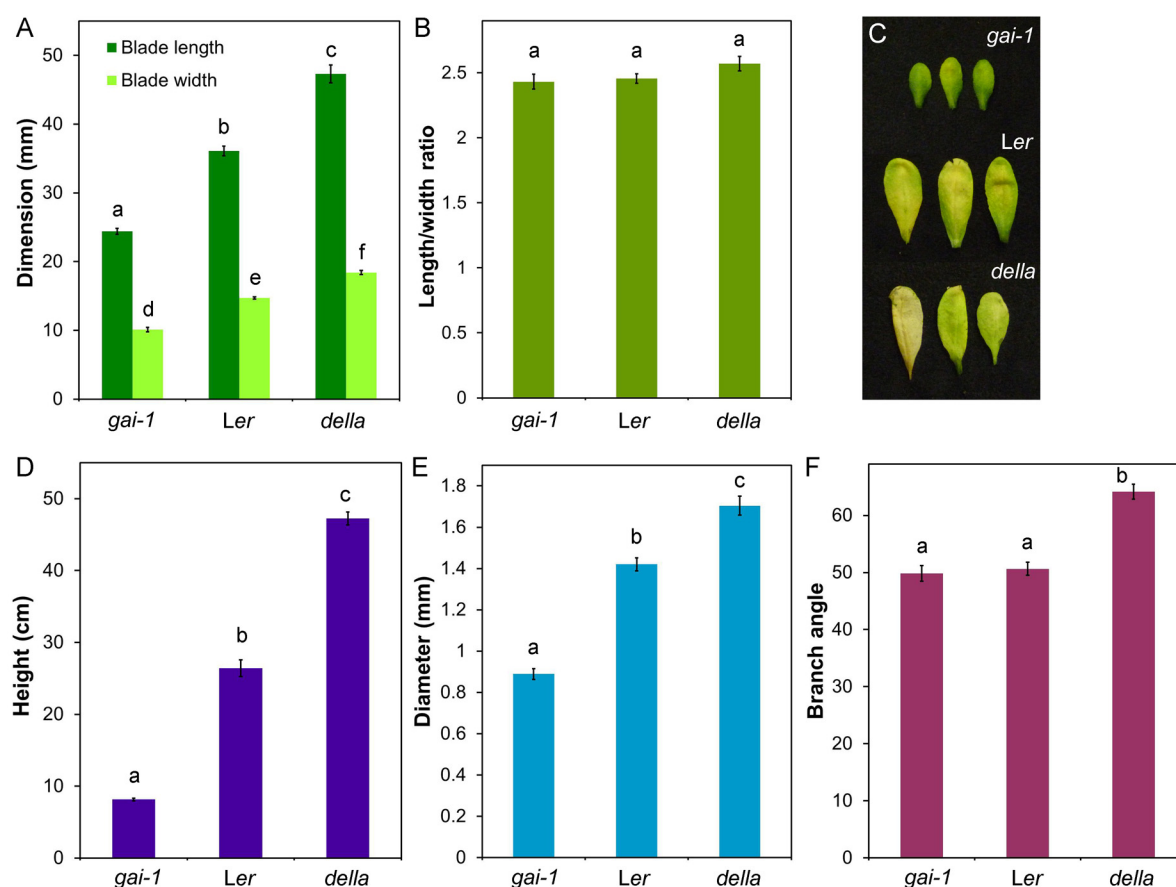 A
Blade length
Blade width
Dimension (mm)
50
40
30
20
10
0
a
b
c
d
e
f
gai-1
Ler
della
B
Length/width ratio
2.5
2
1.5
1
0.5
0
a
a
a
gai-1
Ler
della
C
gai-1
Ler
della
D
Height (cm)
50
40
30
20
10
0
a
b
c
gai-1
Ler
della
E
Diameter (mm)
1.8
1.6
1.4
1.2
1
0.8
0.6
0.4
0.2
0
a
b
c
gai-1
Ler
della
F
Branch angle
60
50
40
30
20
10
0
a
a
b
gai-1
Ler
della